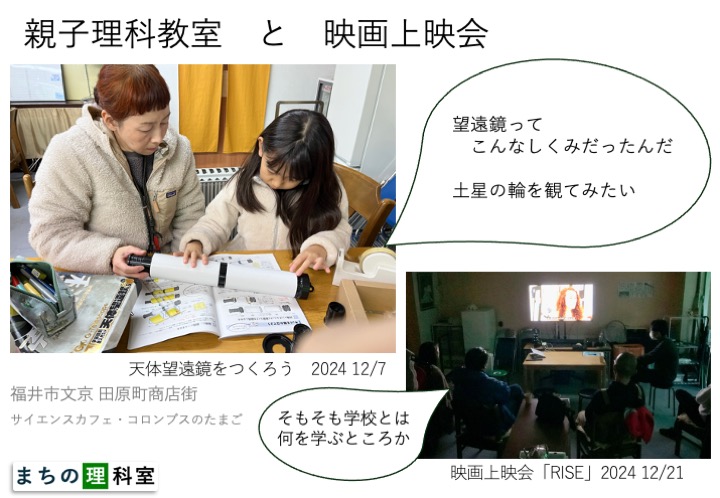 親子理科教室　と　映画上映会
望遠鏡って
こんなしくみだったんだ
土星の輪を観てみたい
天体望遠鏡をつくろう　2024 12/7
福井市文京 田原町商店街
サイエンスカフェ・コロンブスのたまご
そもそも学校とは
何を学ぶところか
映画上映会「RISE」2024 12/21
まちの理科室